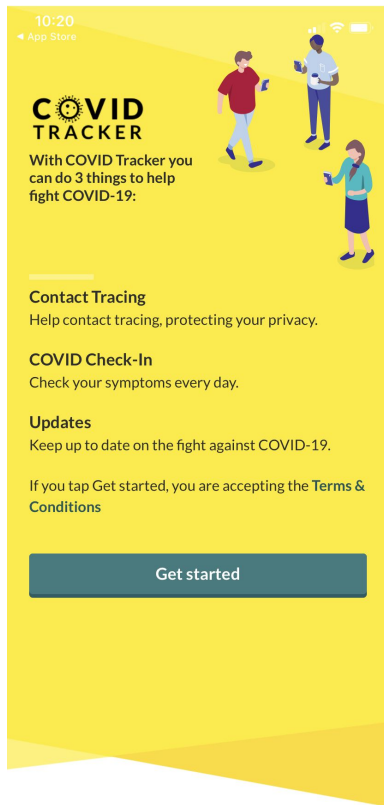 10:20
◀ App Store
COVID
TRACKER
With COVID Tracker you
can do 3 things to help
fight COVID-19:
Contact Tracing
Help contact tracing, protecting your privacy.
COVID Check-In
Check your symptoms every day.
Updates
Keep up to date on the fight against COVID-19.
If you tap Get started, you are accepting the Terms &
Conditions
Get started